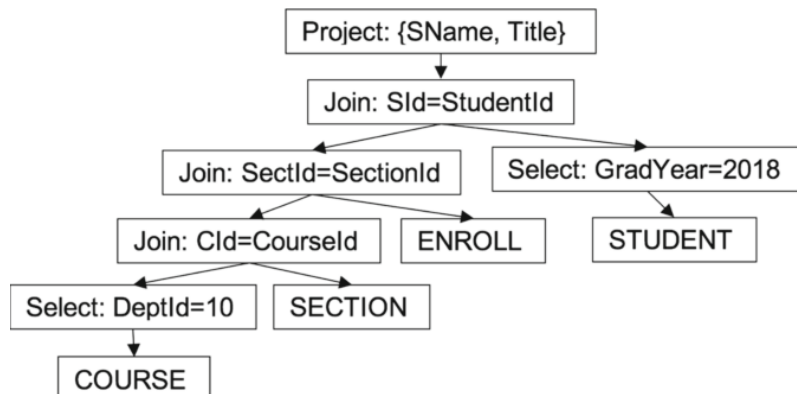 Project: {SName, Title}
Join: SId=StudentId
Join: SectId=SectionId
Select: GradYear=2018
Join: CId=CourseId
ENROLL
STUDENT
Select: DeptId=10
SECTION
COURSE